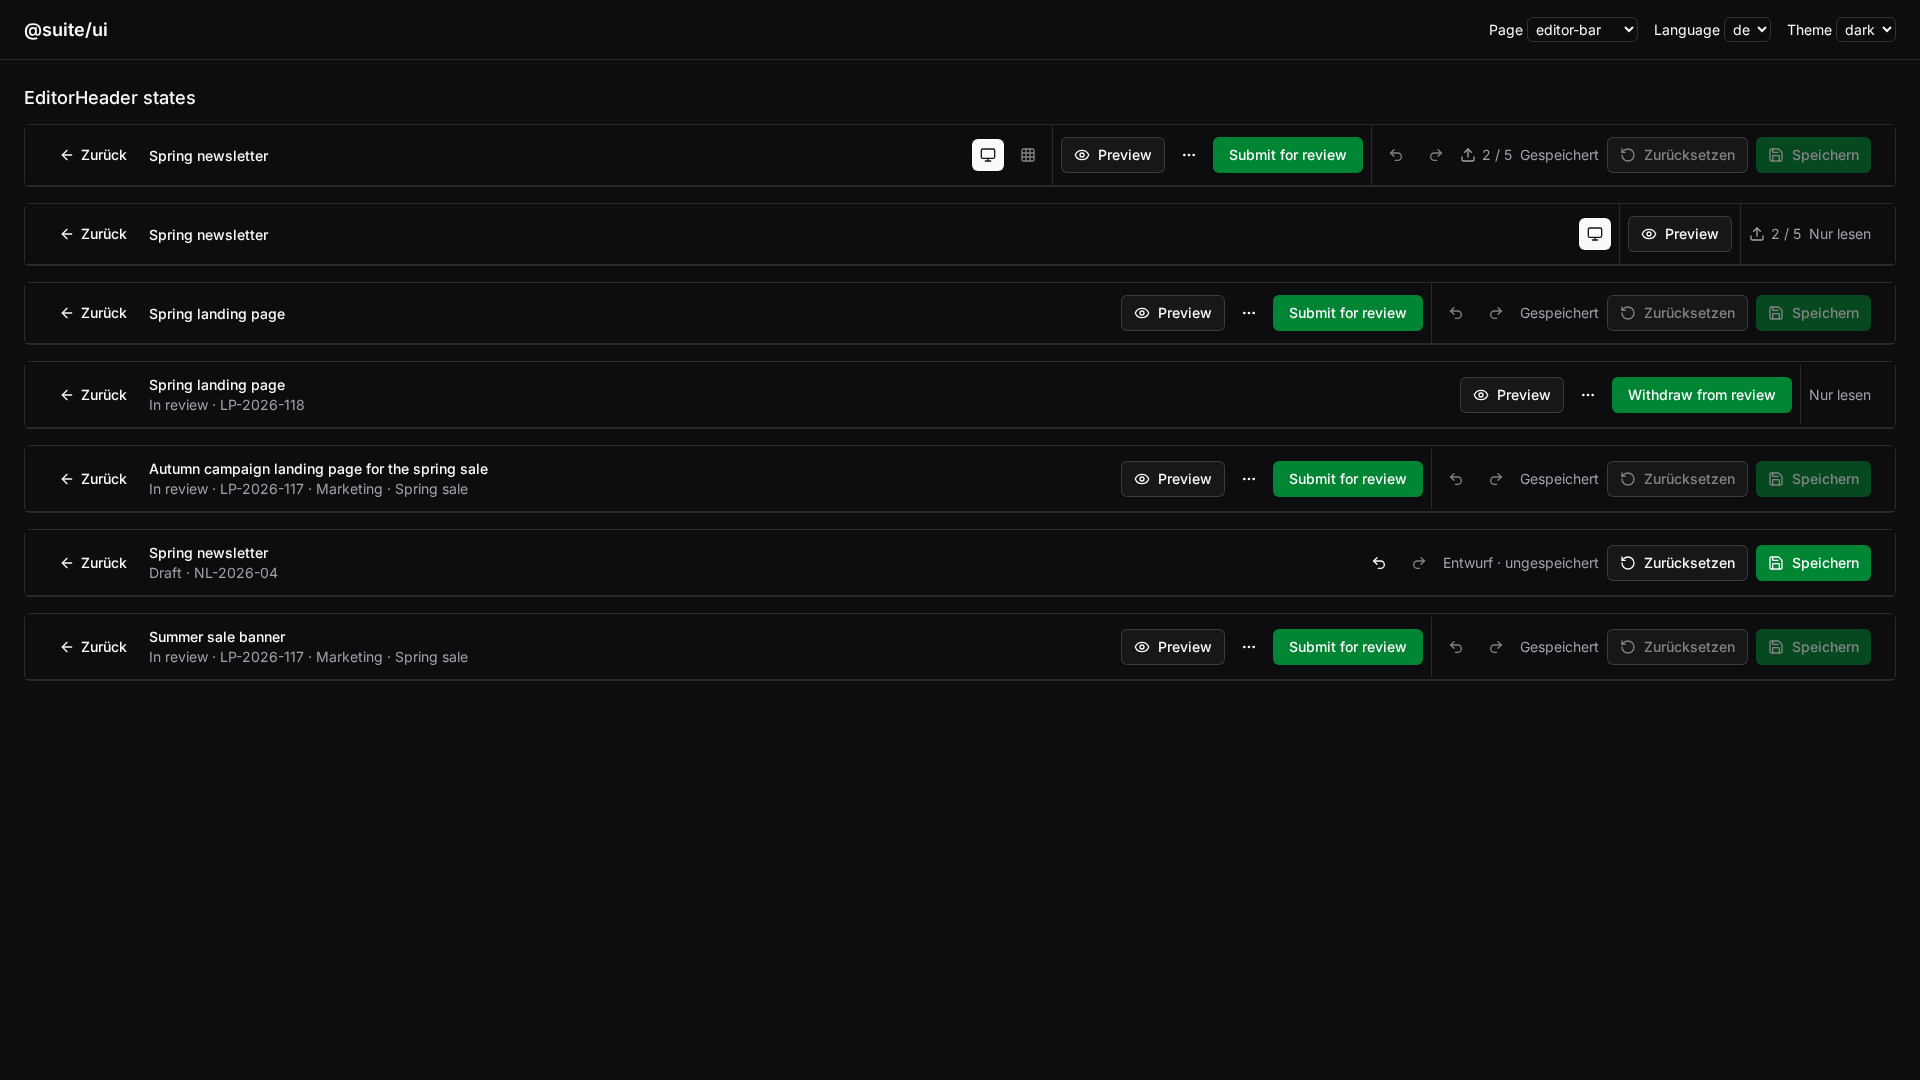 @suite/ui Page editor-bar Language de Theme dark
EditorHeader states
Zurück Spring newsletter Preview Submit for review 2 / 5 Gespeichert Zurücksetzen Speichern
Zurück Spring newsletter Preview 2 / 5 Nur lesen
Zurück Spring landing page Preview Submit for review Gespeichert Zurücksetzen Speichern
Spring landing page
Zurück Preview Withdraw from review Nur lesen
In review · LP-2026-118
Autumn campaign landing page for the spring sale
Zurück Preview Submit for review Gespeichert Zurücksetzen Speichern
In review · LP-2026-117 · Marketing · Spring sale
Spring newsletter
Zurück Entwurf · ungespeichert Zurücksetzen Speichern
Draft · NL-2026-04
Summer sale banner
Zurück Preview Submit for review Gespeichert Zurücksetzen Speichern
In review · LP-2026-117 · Marketing · Spring sale